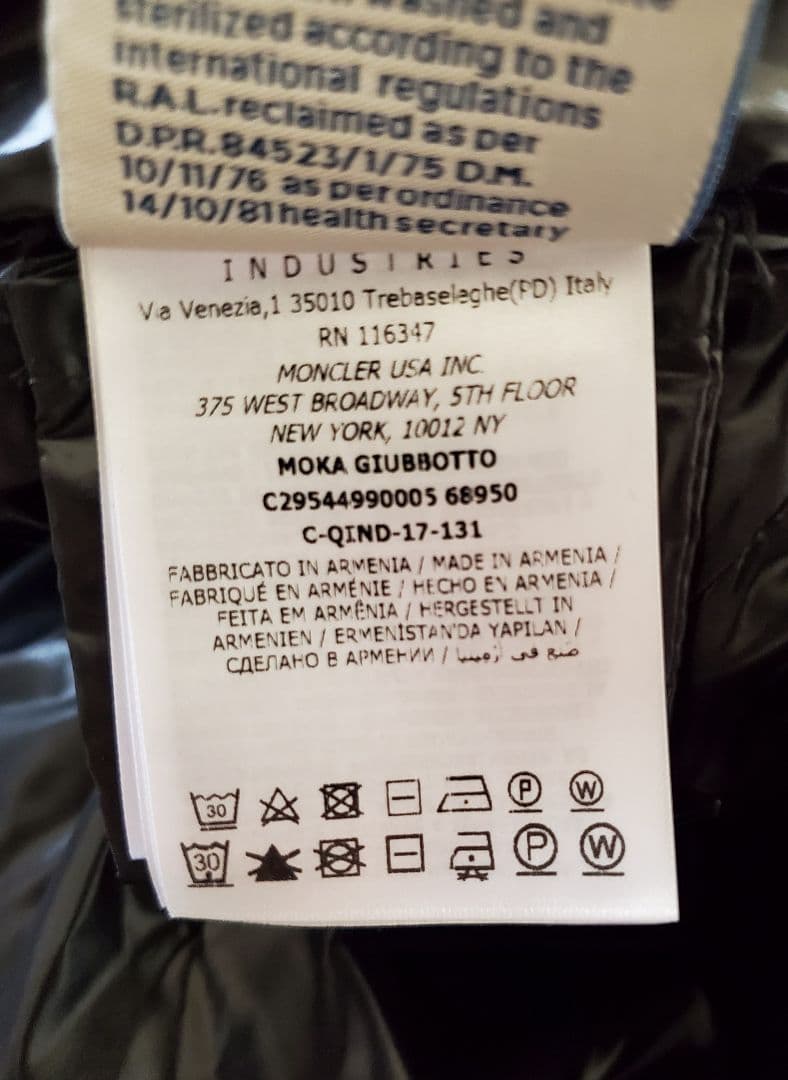 washed and
sterilized according to the
international regulations
R.A.L. reclaimed as per
D.P.R. 84523/1/75 D.M.
10/11/76 as per ordinance
14/10/81 health secretary
INDUSTRIES
Via Venezia,1 35010 Trebaseleghe(PD) Italy
RN 116347
MONCLER USA INC.
375 WEST BROADWAY, 5TH FLOOR
NEW YORK, 10012 NY
MOKA GIUBBOTTO
C29544990005 68950
C-QIND-17-131
FABBRICATO IN ARMENIA / MADE IN ARMENIA /
FABRIQUÉ EN ARMÉNIE / HECHO EN ARMENIA /
FEITA EM ARMÊNIA / HERGESTELLT IN
ARMENIEN / ERMENİSTAN'DA YAPILAN /
СДЕЛАНО В АРМЕНИИ / صنع في أرمينيا
30 P W
30 P W